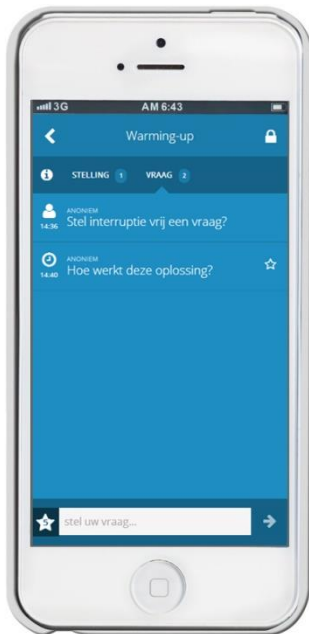 3G AM 6:43
Warming-up
STELLING 1 VRAAG 2
ANONIEM
Stel interruptie vrij een vraag?
14:36
ANONIEM
Hoe werkt deze oplossing?
14:40
stel uw vraag...